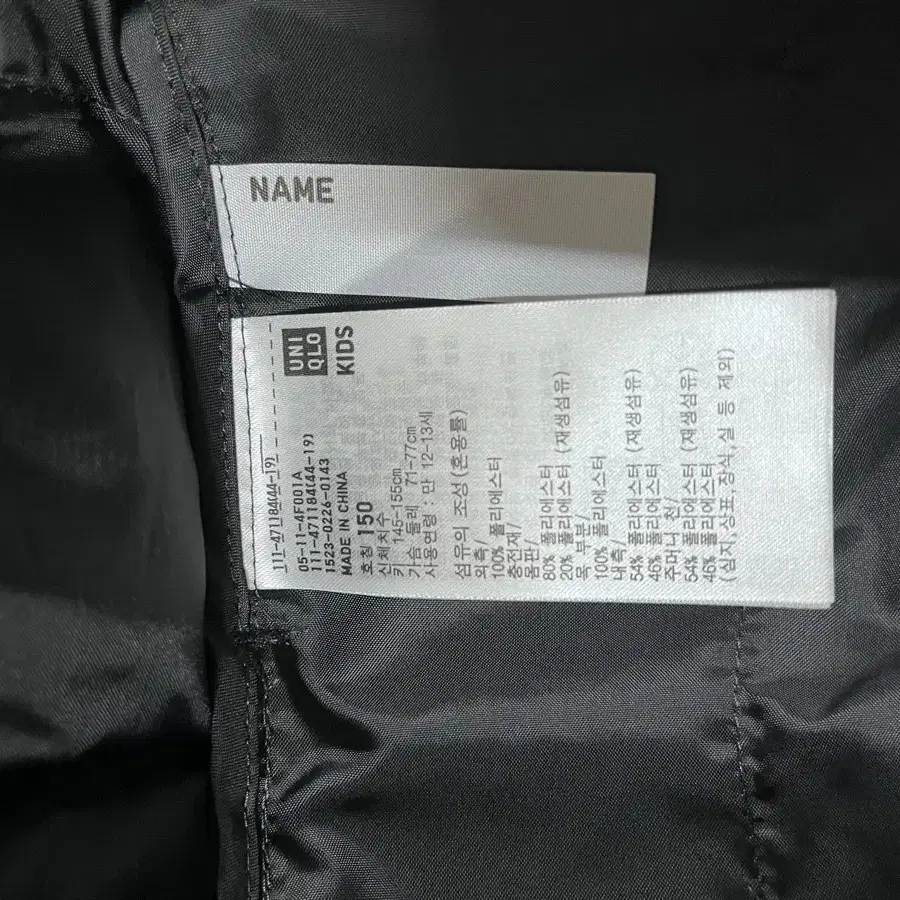 NAME
UNI
QLO
KIDS
111-471184(44-19)
05-11-4F001A
111-471184(44-19)
1523-0226-0143
MADE IN CHINA
호칭 150
신체치수
키 : 145-155cm
가슴 둘레 : 71-77cm
사용연령 : 만 12-13세
섬유의 조성 (혼용률)
외측/
100% 폴리에스터
충전재/
몸판/
80% 폴리에스터
20% 폴리에스터 (재생섬유)
목 부분/
100% 폴리에스터
내측/
54% 폴리에스터 (재생섬유)
46% 폴리에스터
주머니 천/
54% 폴리에스터 (재생섬유)
46% 폴리에스터
(심지,상표,장식,실 등 제외)